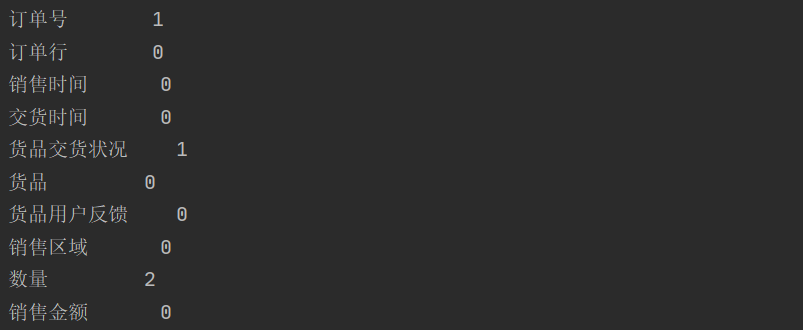 订单号 1
订单行 0
销售时间 0
交货时间 0
货品交货状况 1
货品 0
货品用户反馈 0
销售区域 0
数量 2
销售金额 0